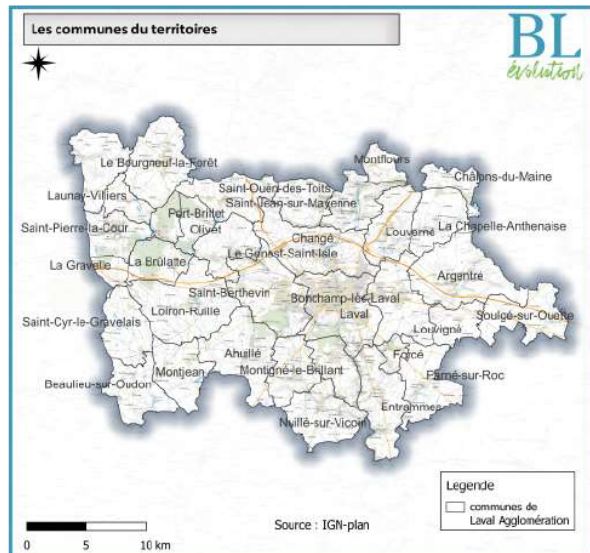 Les communes du territoires
BL
évolution
Le Bourgneuf-la-Forêt
Montflours
Châlons-du-Maine
Launay-Villiers
Saint-Ouën-des-Toits
Saint-Jean-sur-Mayenne
Port-Brillet
Saint-Pierre-la-Cour
Olivet
Changé
Louverné
La Chapelle-Anthenaise
Le Genest-Saint-Isle
La Gravelle
La Brûlatte
Argentré
Saint-Berthevin
Bonchamp-lès-Laval
Loiron-Ruillé
Laval
Soulgé-sur-Ouette
Saint-Cyr-le-Gravelais
Louvigné
Ahuillé
Forcé
Montjean
Montigné-le-Brillant
Parné-sur-Roc
Beaulieu-sur-Oudon
Entrammes
Nuillé-sur-Vicoin
Legende
communes de
Laval Agglomération
Source : IGN-plan
0 5 10 km